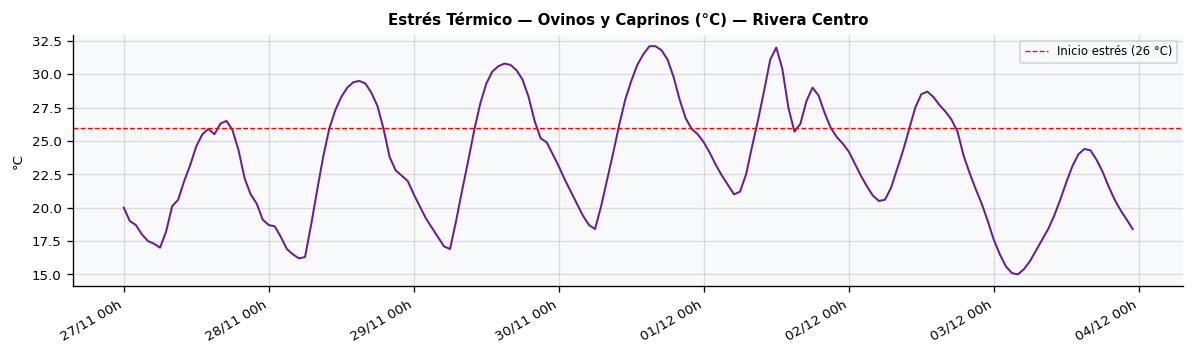 Estrés Térmico — Ovinos y Caprinos (°C) — Rivera Centro
Inicio estrés (26 °C)
°C
32.5
30.0
27.5
25.0
22.5
20.0
17.5
15.0
27/11 00h
28/11 00h
29/11 00h
30/11 00h
01/12 00h
02/12 00h
03/12 00h
04/12 00h